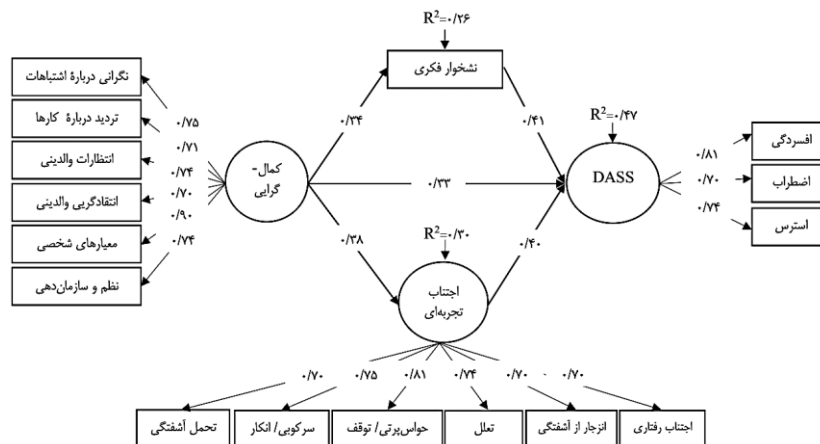 R²=۰/۲۶
نشخوار فکری
نگرانی دربارهٔ اشتباهات
تردید دربارهٔ کارها
انتظارات والدینی
انتقادگریی والدینی
معیارهای شخصی
نظم و سازمان‌دهی
۰/۷۵
۰/۷۱
۰/۷۴
۰/۷۰
۰/۹۰
۰/۷۴
کمال-
گرایی
۰/۳۴
۰/۳۳
۰/۳۸
۰/۴۱
۰/۴۰
R²=۰/۴۷
DASS
۰/۸۱
۰/۷۰
۰/۷۴
افسردگی
اضطراب
استرس
R²=۰/۳۰
اجتناب
تجربه‌ای
۰/۷۰
۰/۷۰
۰/۷۴
۰/۸۱
۰/۷۵
۰/۷۰
اجتناب رفتاری
انزجار از آشفتگی
تعلل
حواس‌پرتی/ توقف
سرکوبی/ انکار
تحمل آشفتگی